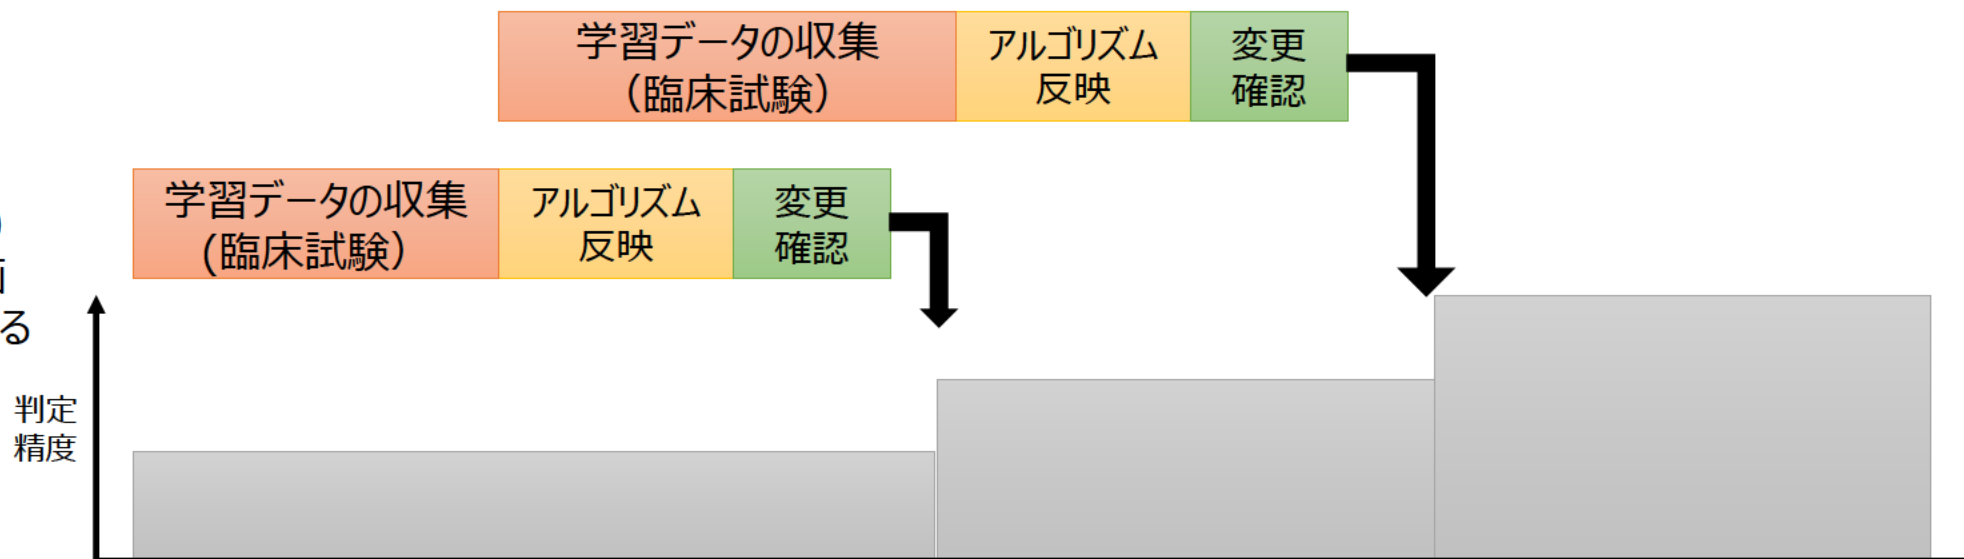 学習データの収集
（臨床試験）
アルゴリズム
反映
変更
確認
学習データの収集
(臨床試験）
アルゴリズム
反映
変更
確認
）
る
判定
精度